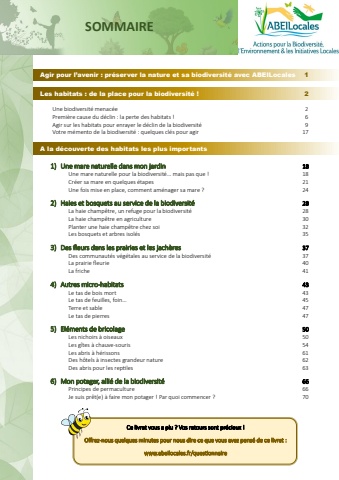 SOMMAIRE
ABEILocales
Actions pour la Biodiversité,
l'Environnement & les Initiatives Locales
Agir pour l'avenir : préserver la nature et sa biodiversité avec ABEILocales 1
Les habitats : de la place pour la biodiversité ! 2
Une biodiversité menacée 2
Première cause du déclin : la perte des habitats ! 6
Agir sur les habitats pour enrayer le déclin de la biodiversité 9
Votre mémento de la biodiversité : quelques clés pour agir 17
A la découverte des habitats les plus importants
1) Une mare naturelle dans mon jardin 18
Une mare naturelle pour la biodiversité... mais pas que ! 18
Créer sa mare en quelques étapes 21
Une fois mise en place, comment aménager sa mare ? 24
2) Haies et bosquets au service de la biodiversité 28
La haie champêtre, un refuge pour la biodiversité 28
La haie champêtre en agriculture 30
Planter une haie champêtre chez soi 32
Les bosquets et arbres isolés 35
3) Des fleurs dans les prairies et les jachères 37
Des communautés végétales au service de la biodiversité 37
La prairie fleurie 40
La friche 41
4) Autres micro-habitats 43
Le tas de bois mort 43
Le tas de feuilles, foin... 45
Terre et sable 47
Le tas de pierres 47
5) Eléments de bricolage 50
Les nichoirs à oiseaux 50
Les gîtes à chauve-souris 54
Les abris à hérissons 61
Des hôtels à insectes grandeur nature 62
Des abris pour les reptiles 63
6) Mon potager, allié de la biodiversité 66
Principes de permaculture 66
Je suis prêt(e) à faire mon potager ! Par quoi commencer ? 70
Ce livret vous a plu ? Vos retours sont précieux !
Offrez-nous quelques minutes pour nous dire ce que vous avez pensé de ce livret :
www.abeilocales.fr/questionnaire